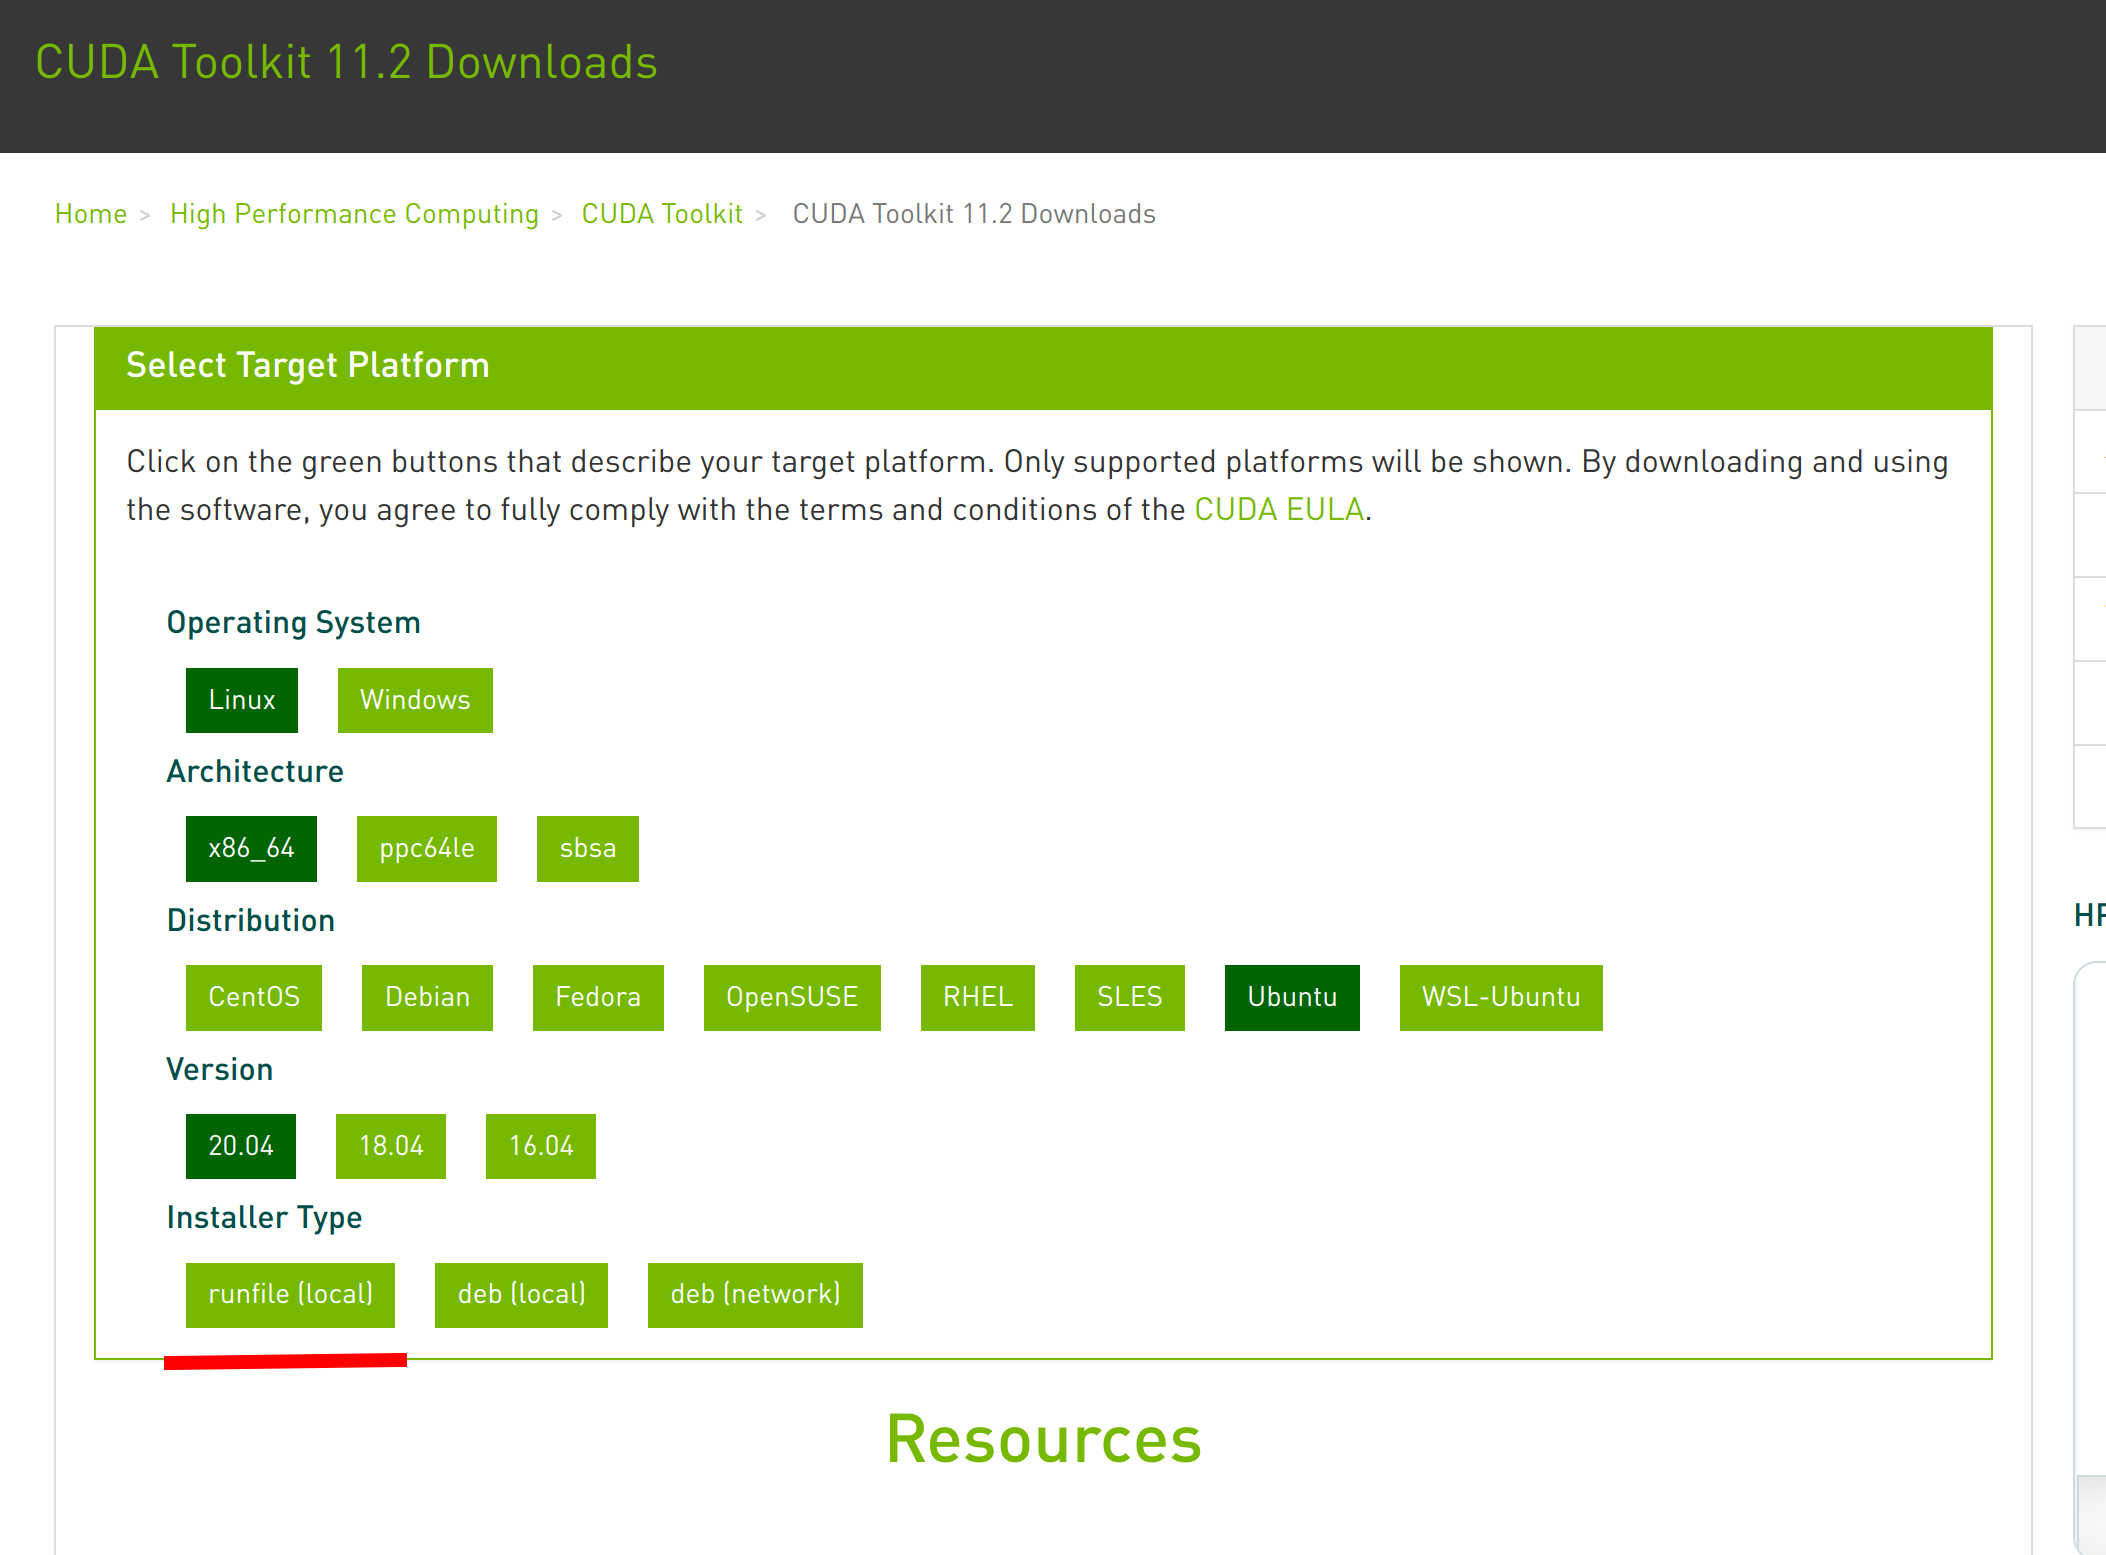 CUDA Toolkit 11.2 Downloads
Home > High Performance Computing > CUDA Toolkit > CUDA Toolkit 11.2 Downloads
Select Target Platform
Click on the green buttons that describe your target platform. Only supported platforms will be shown. By downloading and using
the software, you agree to fully comply with the terms and conditions of the CUDA EULA.
Operating System
Linux Windows
Architecture
x86_64 ppc64le sbsa
Distribution
CentOS Debian Fedora OpenSUSE RHEL SLES Ubuntu WSL-Ubuntu
Version
20.04 18.04 16.04
Installer Type
runfile (local) deb (local) deb (network)
Resources